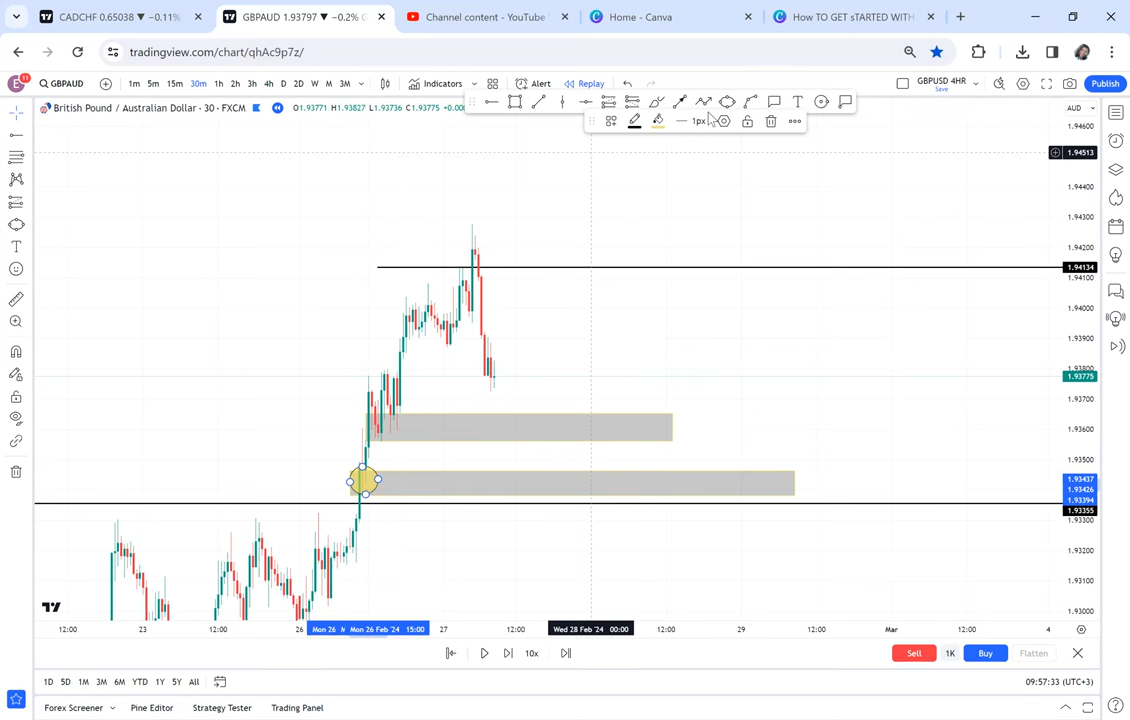 CADCHF 0.65038 ▼ −0.11%
GBPAUD 1.93797 ▼ −0.2% G
Channel content - YouTube
Home - Canva
How TO GET sTARTED WITH
tradingview.com/chart/qhAc9p7z/
E 11
GBPAUD
1m 5m 15m 30m 1h 2h 3h 4h D 2D W M 3M
Indicators
Alert
Replay
GBPUSD 4HR
Save
Publish
British Pound / Australian Dollar · 30 · FXCM
O1.93771 H1.93827 L1.93736 C1.93775
AUD
1px
1.94600
1.94513
1.94400
1.94300
1.94200
1.94134
1.94100
1.94000
1.93900
1.93800
1.93775
1.93700
1.93600
1.93500
1.93437
1.93426
1.93394
1.93355
1.93300
1.93200
1.93100
1.93000
12:00 23 12:00 26 Mon 26 Mon 26 Feb '24 15:00 27 12:00 Wed 28 Feb '24 00:00 12:00 29 12:00 Mar 12:00 4
10x
Sell 1K Buy Flatten
1D 5D 1M 3M 6M YTD 1Y 5Y All
09:57:33 (UTC+3)
Forex Screener Pine Editor Strategy Tester Trading Panel